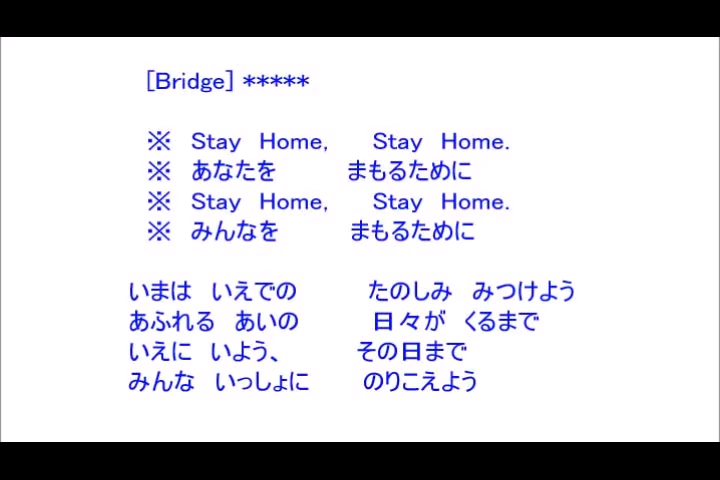 [Bridge] *****
※ Stay Home, Stay Home.
※ あなたを まもるために
※ Stay Home, Stay Home.
※ みんなを まもるために
いまは いえでの たのしみ みつけよう
あふれる あいの 日々が くるまで
いえに いよう、 その日まで
みんな いっしょに のりこえよう